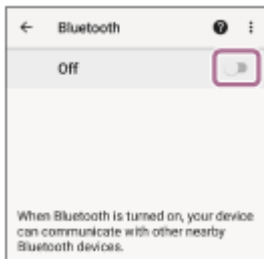 Bluetooth
Off
When Bluetooth is turned on, your device
can communicate with other nearby
Bluetooth devices.